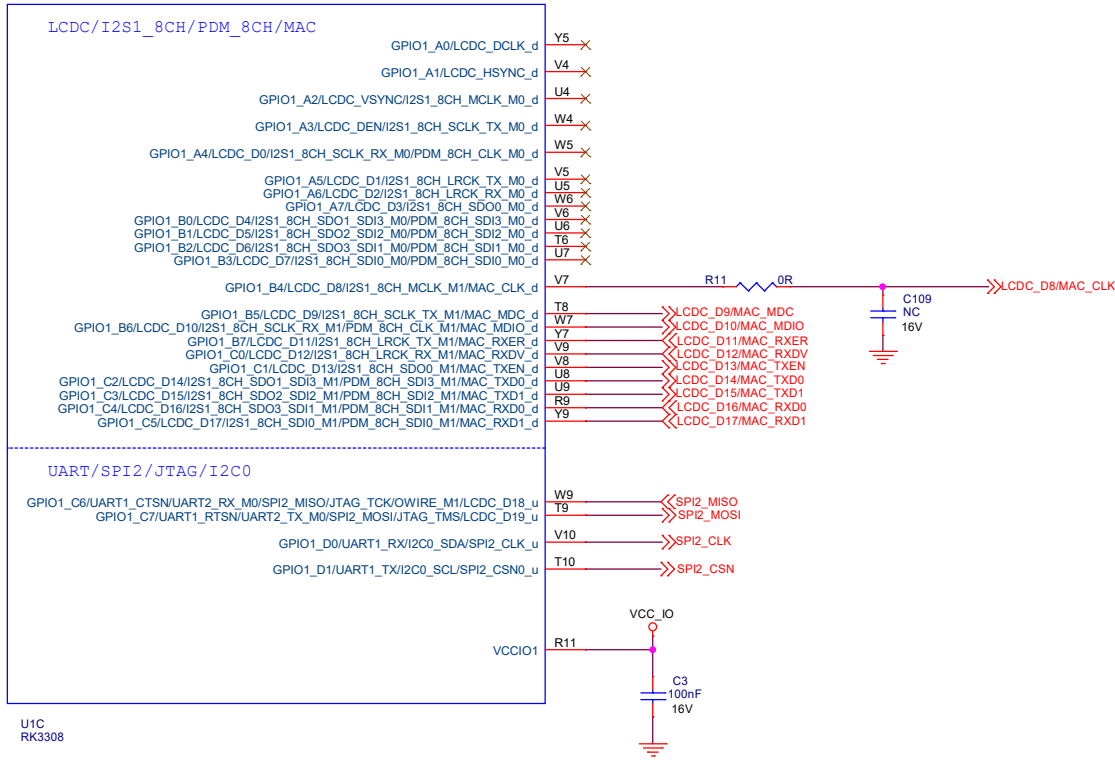 LCDC/I2S1_8CH/PDM_8CH/MAC
GPIO1_A0/LCDC_DCLK_d Y5
GPIO1_A1/LCDC_HSYNC_d V4
GPIO1_A2/LCDC_VSYNC/I2S1_8CH_MCLK_M0_d U4
GPIO1_A3/LCDC_DEN/I2S1_8CH_SCLK_TX_M0_d W4
GPIO1_A4/LCDC_D0/I2S1_8CH_SCLK_RX_M0/PDM_8CH_CLK_M0_d W5
GPIO1_A5/LCDC_D1/I2S1_8CH_LRCK_TX_M0_d V5
GPIO1_A6/LCDC_D2/I2S1_8CH_LRCK_RX_M0_d U5
GPIO1_A7/LCDC_D3/I2S1_8CH_SDO0_M0_d W6
GPIO1_B0/LCDC_D4/I2S1_8CH_SDO1_SDI3_M0/PDM_8CH_SDI3_M0_d V6
GPIO1_B1/LCDC_D5/I2S1_8CH_SDO2_SDI2_M0/PDM_8CH_SDI2_M0_d U6
GPIO1_B2/LCDC_D6/I2S1_8CH_SDO3_SDI1_M0/PDM_8CH_SDI1_M0_d T6
GPIO1_B3/LCDC_D7/I2S1_8CH_SDI0_M0/PDM_8CH_SDI0_M0_d U7
GPIO1_B4/LCDC_D8/I2S1_8CH_MCLK_M1/MAC_CLK_d V7 R11 0R LCDC_D8/MAC_CLK
C109
NC
16V
GPIO1_B5/LCDC_D9/I2S1_8CH_SCLK_TX_M1/MAC_MDC_d T8 LCDC_D9/MAC_MDC
GPIO1_B6/LCDC_D10/I2S1_8CH_SCLK_RX_M1/PDM_8CH_CLK_M1/MAC_MDIO_d W7 LCDC_D10/MAC_MDIO
GPIO1_B7/LCDC_D11/I2S1_8CH_LRCK_TX_M1/MAC_RXER_d Y7 LCDC_D11/MAC_RXER
GPIO1_C0/LCDC_D12/I2S1_8CH_LRCK_RX_M1/MAC_RXDV_d V9 LCDC_D12/MAC_RXDV
GPIO1_C1/LCDC_D13/I2S1_8CH_SDO0_M1/MAC_TXEN_d V8 LCDC_D13/MAC_TXEN
GPIO1_C2/LCDC_D14/I2S1_8CH_SDO1_SDI3_M1/PDM_8CH_SDI3_M1/MAC_TXD0_d U8 LCDC_D14/MAC_TXD0
GPIO1_C3/LCDC_D15/I2S1_8CH_SDO2_SDI2_M1/PDM_8CH_SDI2_M1/MAC_TXD1_d U9 LCDC_D15/MAC_TXD1
GPIO1_C4/LCDC_D16/I2S1_8CH_SDO3_SDI1_M1/PDM_8CH_SDI1_M1/MAC_RXD0_d R9 LCDC_D16/MAC_RXD0
GPIO1_C5/LCDC_D17/I2S1_8CH_SDI0_M1/PDM_8CH_SDI0_M1/MAC_RXD1_d Y9 LCDC_D17/MAC_RXD1
UART/SPI2/JTAG/I2C0
GPIO1_C6/UART1_CTSN/UART2_RX_M0/SPI2_MISO/JTAG_TCK/OWIRE_M1/LCDC_D18_u W9 SPI2_MISO
GPIO1_C7/UART1_RTSN/UART2_TX_M0/SPI2_MOSI/JTAG_TMS/LCDC_D19_u T9 SPI2_MOSI
GPIO1_D0/UART1_RX/I2C0_SDA/SPI2_CLK_u V10 SPI2_CLK
GPIO1_D1/UART1_TX/I2C0_SCL/SPI2_CSN0_u T10 SPI2_CSN
VCC_IO
VCCIO1 R11
C3
100nF
16V
U1C
RK3308